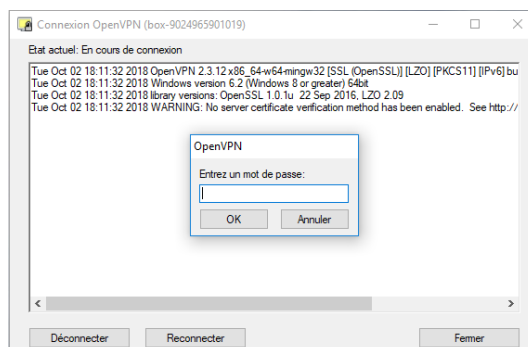 Connexion OpenVPN (box-9024965901019)
Etat actuel: En cours de connexion
Tue Oct 02 18:11:32 2018 OpenVPN 2.3.12 x86_64-w64-mingw32 [SSL (OpenSSL)] [LZO] [PKCS11] [IPv6] bu
Tue Oct 02 18:11:32 2018 Windows version 6.2 (Windows 8 or greater) 64bit
Tue Oct 02 18:11:32 2018 library versions: OpenSSL 1.0.1u  22 Sep 2016, LZO 2.09
Tue Oct 02 18:11:32 2018 WARNING: No server certificate verification method has been enabled.  See http:/
OpenVPN
Entrez un mot de passe:
OK Annuler
Déconnecter Reconnecter Fermer